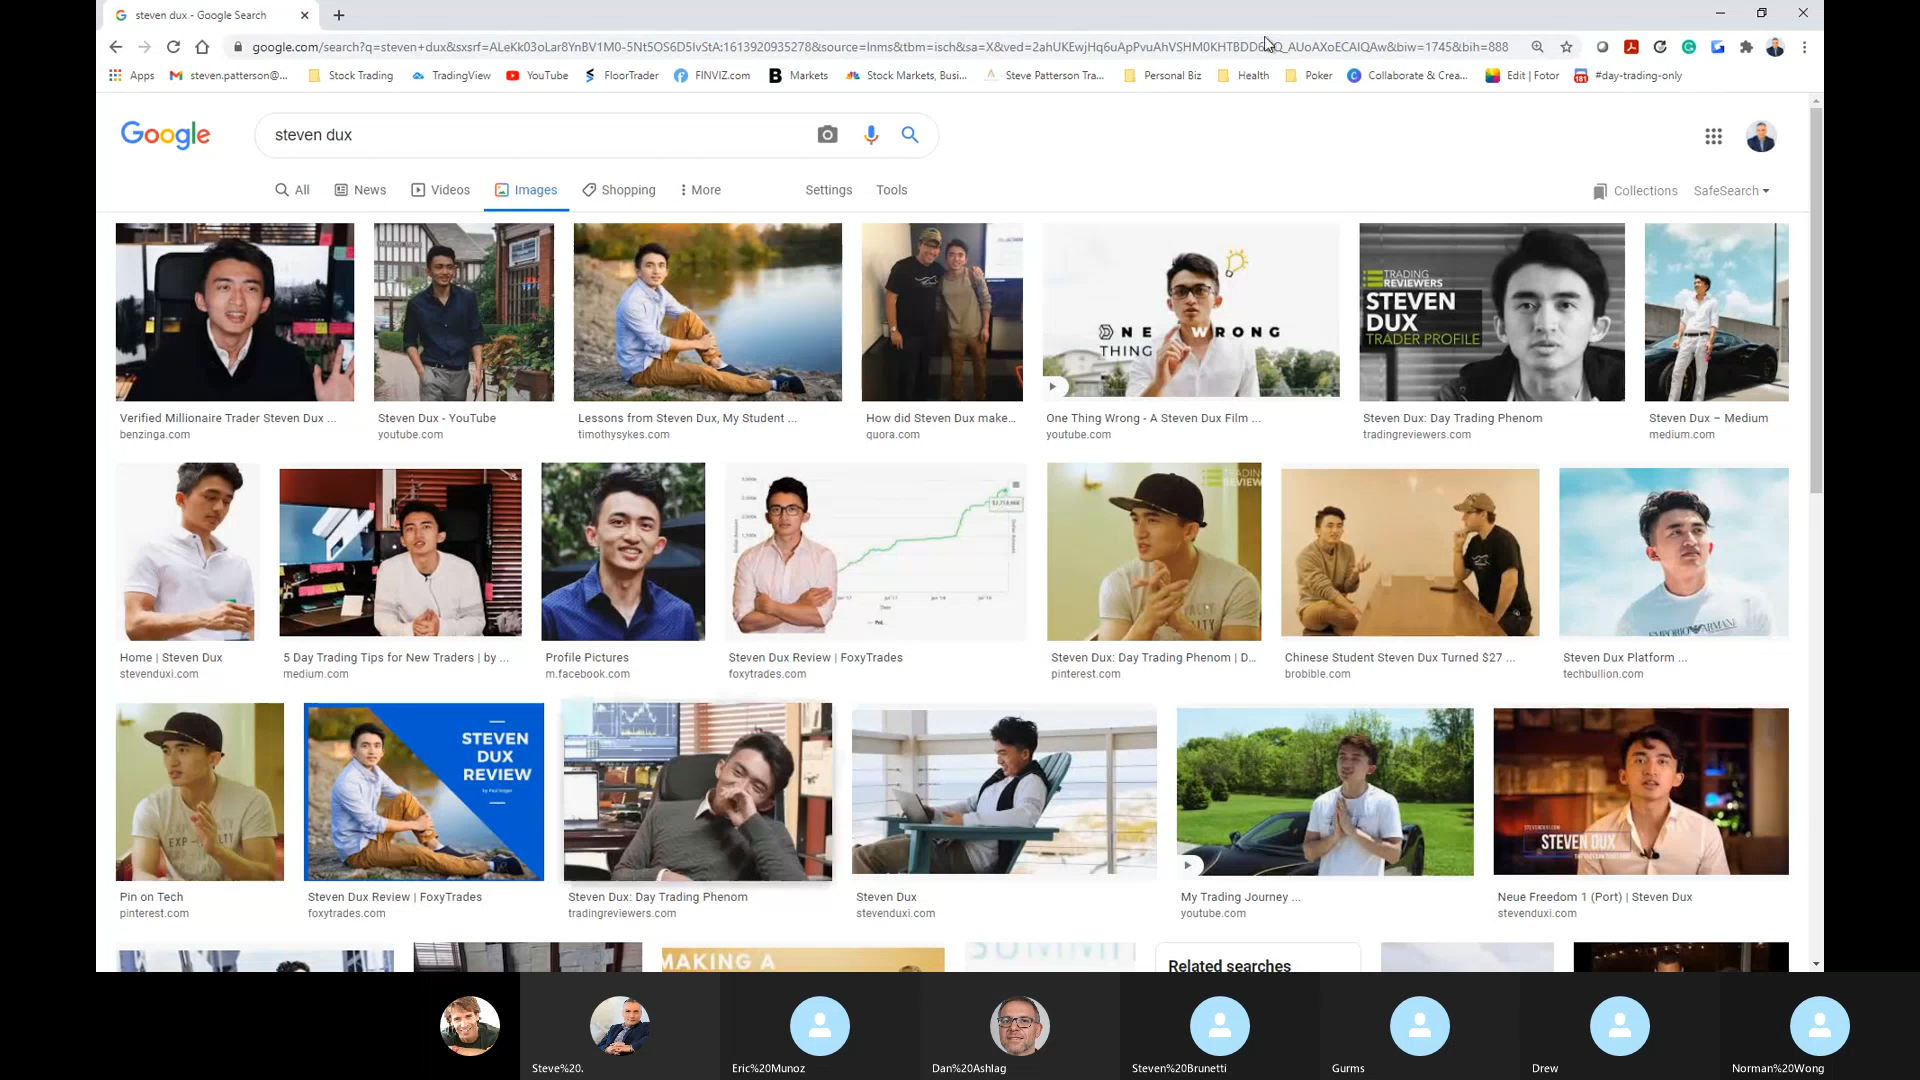 steven dux - Google Search
google.com/search?q=steven+dux&sxsrf=ALeKk03oLar8YnBV1M0-5Nt5OS6D5IvStA:1613920935278&source=lnms&tbm=isch&sa=X&ved=2ahUKEwjHq6uApPvuAhVSHM0KHTBDD Q_AUoAXoECAIQAw&biw=1745&bih=888
Apps steven.patterson@... Stock Trading TradingView YouTube FloorTrader FINVIZ.com Markets Stock Markets, Busi... Steve Patterson Tra... Personal Biz Health Poker Collaborate & Crea... Edit | Fotor #day-trading-only
Google steven dux
All News Videos Images Shopping More Settings Tools Collections SafeSearch
NE WRONG
THING
TRADING
REVIEWERS
STEVEN
DUX
TRADER PROFILE
Verified Millionaire Trader Steven Dux ... Steven Dux - YouTube Lessons from Steven Dux, My Student ... How did Steven Dux make... One Thing Wrong - A Steven Dux Film ... Steven Dux: Day Trading Phenom Steven Dux – Medium
benzinga.com youtube.com timothysykes.com quora.com youtube.com tradingreviewers.com medium.com
EMPORIO ARMANI
Home | Steven Dux 5 Day Trading Tips for New Traders | by ... Profile Pictures Steven Dux Review | FoxyTrades Steven Dux: Day Trading Phenom | D... Chinese Student Steven Dux Turned $27 ... Steven Dux Platform ...
stevenduxi.com medium.com m.facebook.com foxytrades.com pinterest.com brobible.com techbullion.com
STEVEN
DUX
REVIEW
STEVENDUXI.COM
STEVEN DUX
Pin on Tech Steven Dux Review | FoxyTrades Steven Dux: Day Trading Phenom Steven Dux My Trading Journey ... Neue Freedom 1 (Port) | Steven Dux
pinterest.com foxytrades.com tradingreviewers.com stevenduxi.com youtube.com stevenduxi.com
MAKING A
SUMMIT
Related searches
Steve%20. Eric%20Munoz Dan%20Ashlag Steven%20Brunetti Gurms Drew Norman%20Wong